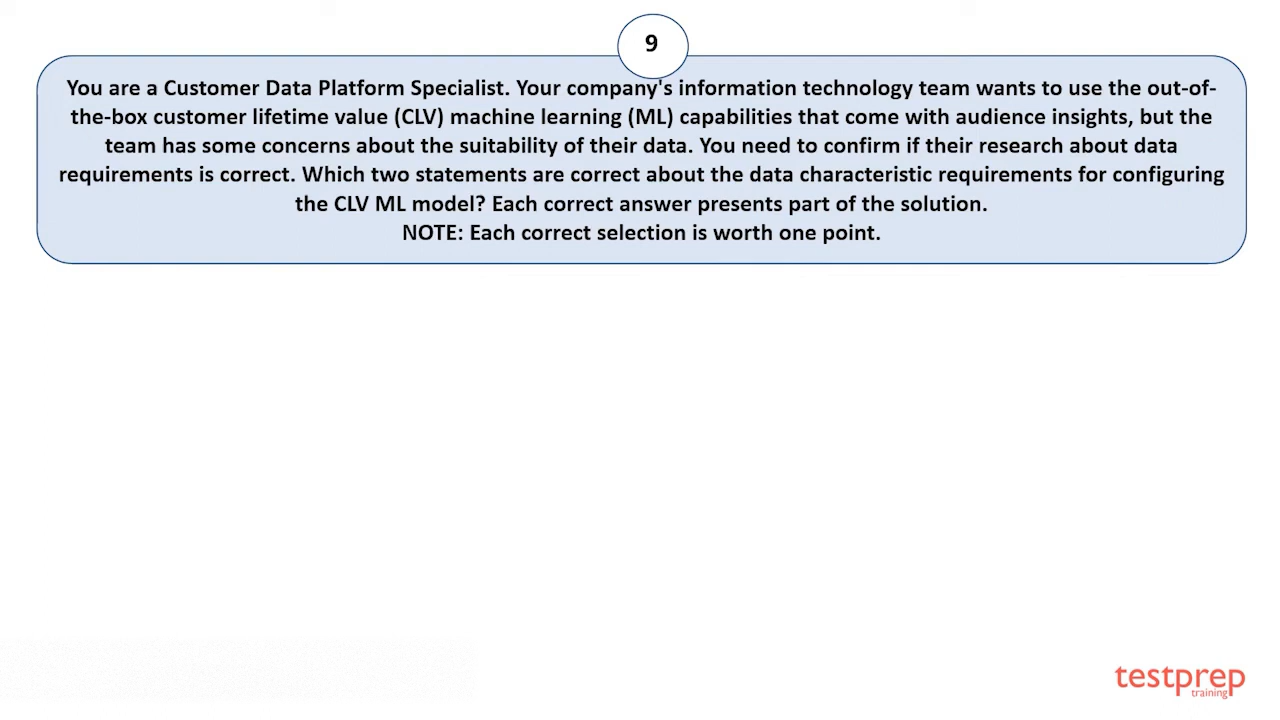 9
You are a Customer Data Platform Specialist. Your company's information technology team wants to use the out-of-
the-box customer lifetime value (CLV) machine learning (ML) capabilities that come with audience insights, but the
team has some concerns about the suitability of their data. You need to confirm if their research about data
requirements is correct. Which two statements are correct about the data characteristic requirements for configuring
the CLV ML model? Each correct answer presents part of the solution.
NOTE: Each correct selection is worth one point.
testprep
training